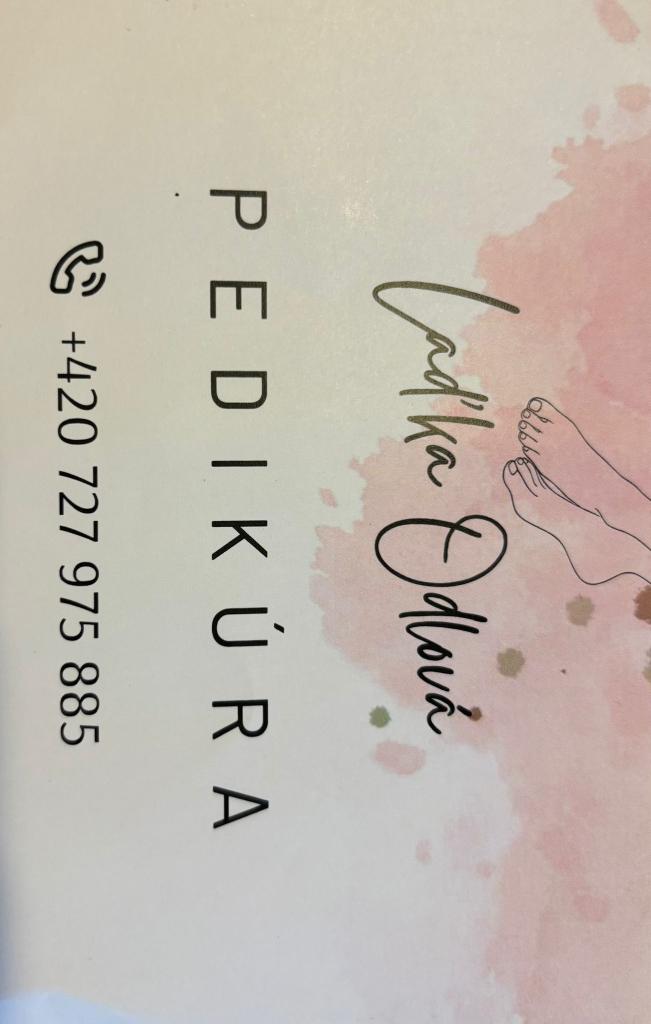 Laďka Odlová
PEDIKÚRA
+420 727 975 885